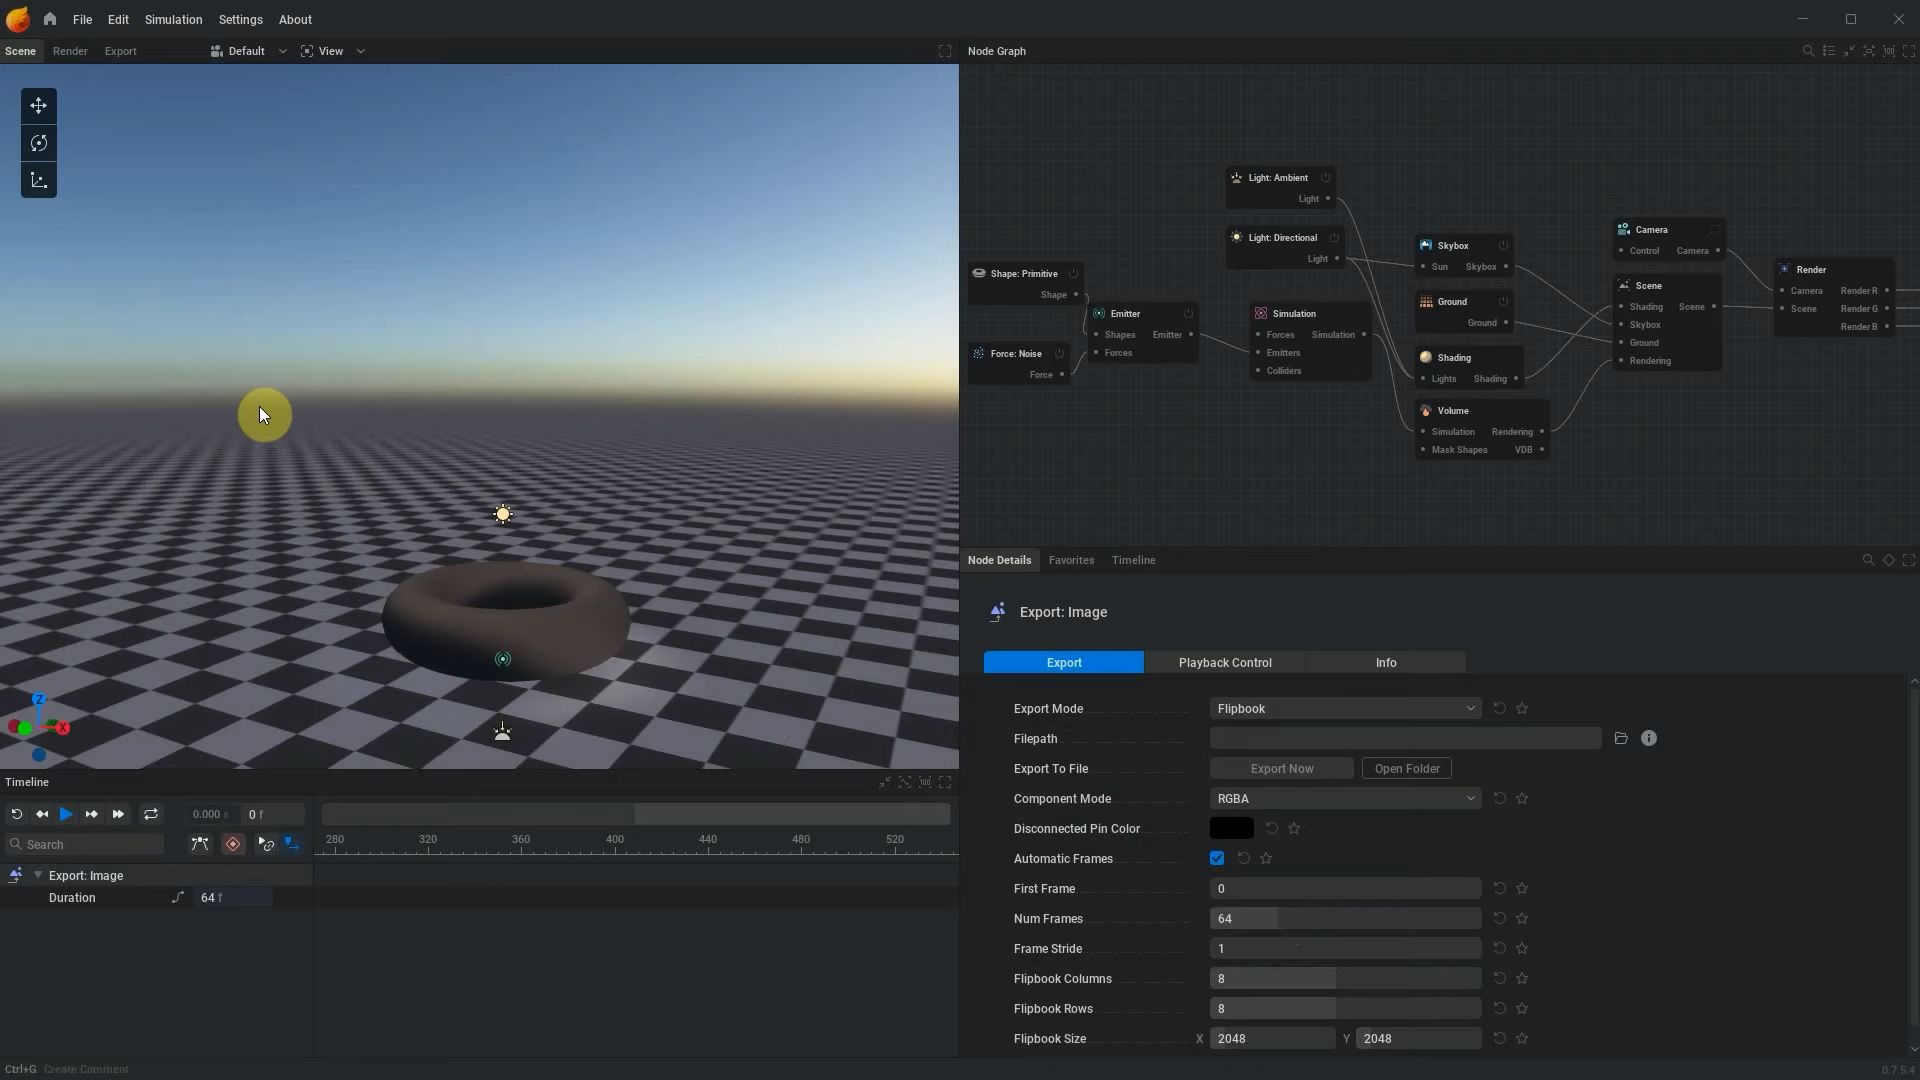 File Edit Simulation Settings About
Scene Render Export Default View
Node Graph
Light: Ambient
Light
Light: Directional
Light
Shape: Primitive
Shape
Force: Noise
Force
Emitter
Shapes Emitter
Forces
Simulation
Forces Simulation
Emitters
Colliders
Skybox
Sun Skybox
Ground
Ground
Shading
Lights Shading
Volume
Simulation Rendering
Mask Shapes VDB
Camera
Control Camera
Scene
Shading Scene
Skybox
Ground
Rendering
Render
Camera Render R
Scene Render G
Render B
Z
X
Node Details Favorites Timeline
Export: Image
Export Playback Control Info
Export Mode Flipbook
Filepath
Export To File Export Now Open Folder
Component Mode RGBA
Disconnected Pin Color
Automatic Frames
First Frame 0
Num Frames 64
Frame Stride 1
Flipbook Columns 8
Flipbook Rows 8
Flipbook Size X 2048 Y 2048
Timeline
0.000 s 0 f
280 320 360 400 440 480 520
Search
Export: Image
Duration 64 f
Ctrl+G Create Comment
0.7.5.4